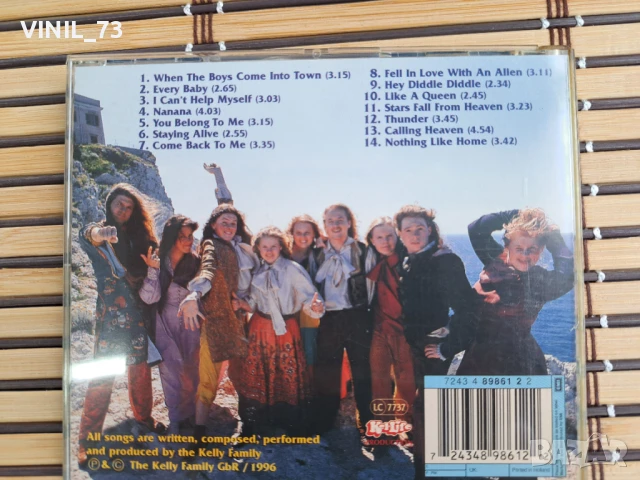 VINIL_73
1. When The Boys Come Into Town (3.15)
2. Every Baby (2.65)
3. I Can't Help Myself (3.03)
4. Nanana (4.03)
5. You Belong To Me (3.15)
6. Staying Alive (2.55)
7. Come Back To Me (3.35)
8. Fell In Love With An Alien (3.11)
9. Hey Diddle Diddle (2.34)
10. Like A Queen (2.45)
11. Stars Fall From Heaven (3.23)
12. Thunder (3.45)
13. Calling Heaven (4.54)
14. Nothing Like Home (3.42)
7243 4 89861 2 2
LC 7737
Kel-Life
All songs are written, composed, performed
and produced by the Kelly Family
Ⓟ & © The Kelly Family GbR / 1996
7 24348 98612
UK:
BAZAR